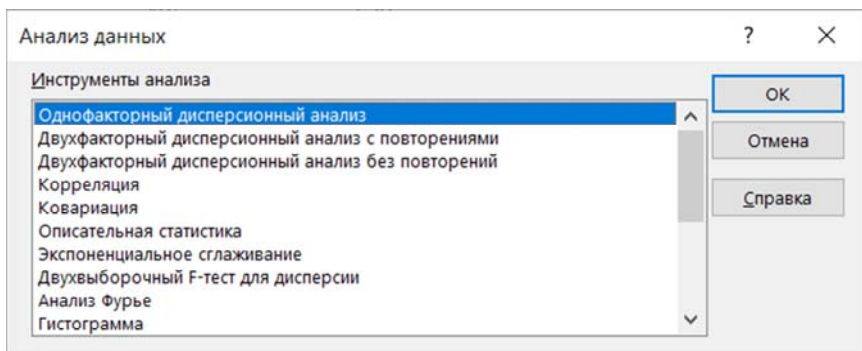 Анализ данных
?
Инструменты анализа
Однофакторный дисперсионный анализ
Двухфакторный дисперсионный анализ с повторениями
Двухфакторный дисперсионный анализ без повторений
Корреляция
Ковариация
Описательная статистика
Экспоненциальное сглаживание
Двухвыборочный F-тест для дисперсии
Анализ Фурье
Гистограмма
ОК
Отмена
Справка